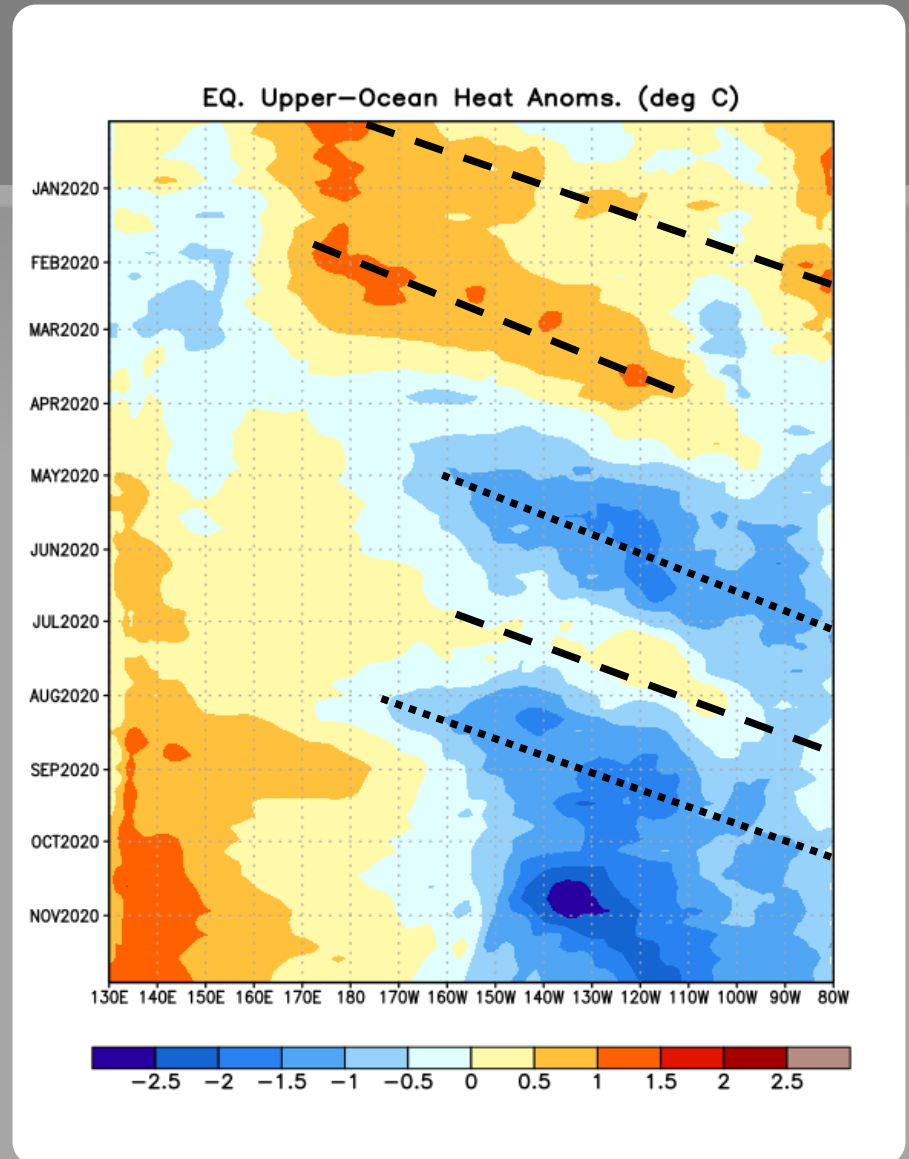 EQ. Upper-Ocean Heat Anoms. (deg C)
JAN2020
FEB2020
MAR2020
APR2020
MAY2020
JUN2020
JUL2020
AUG2020
SEP2020
OCT2020
NOV2020
130E 140E 150E 160E 170E 180 170W 160W 150W 140W 130W 120W 110W 100W 90W 80W
−2.5 −2 −1.5 −1 −0.5 0 0.5 1 1.5 2 2.5